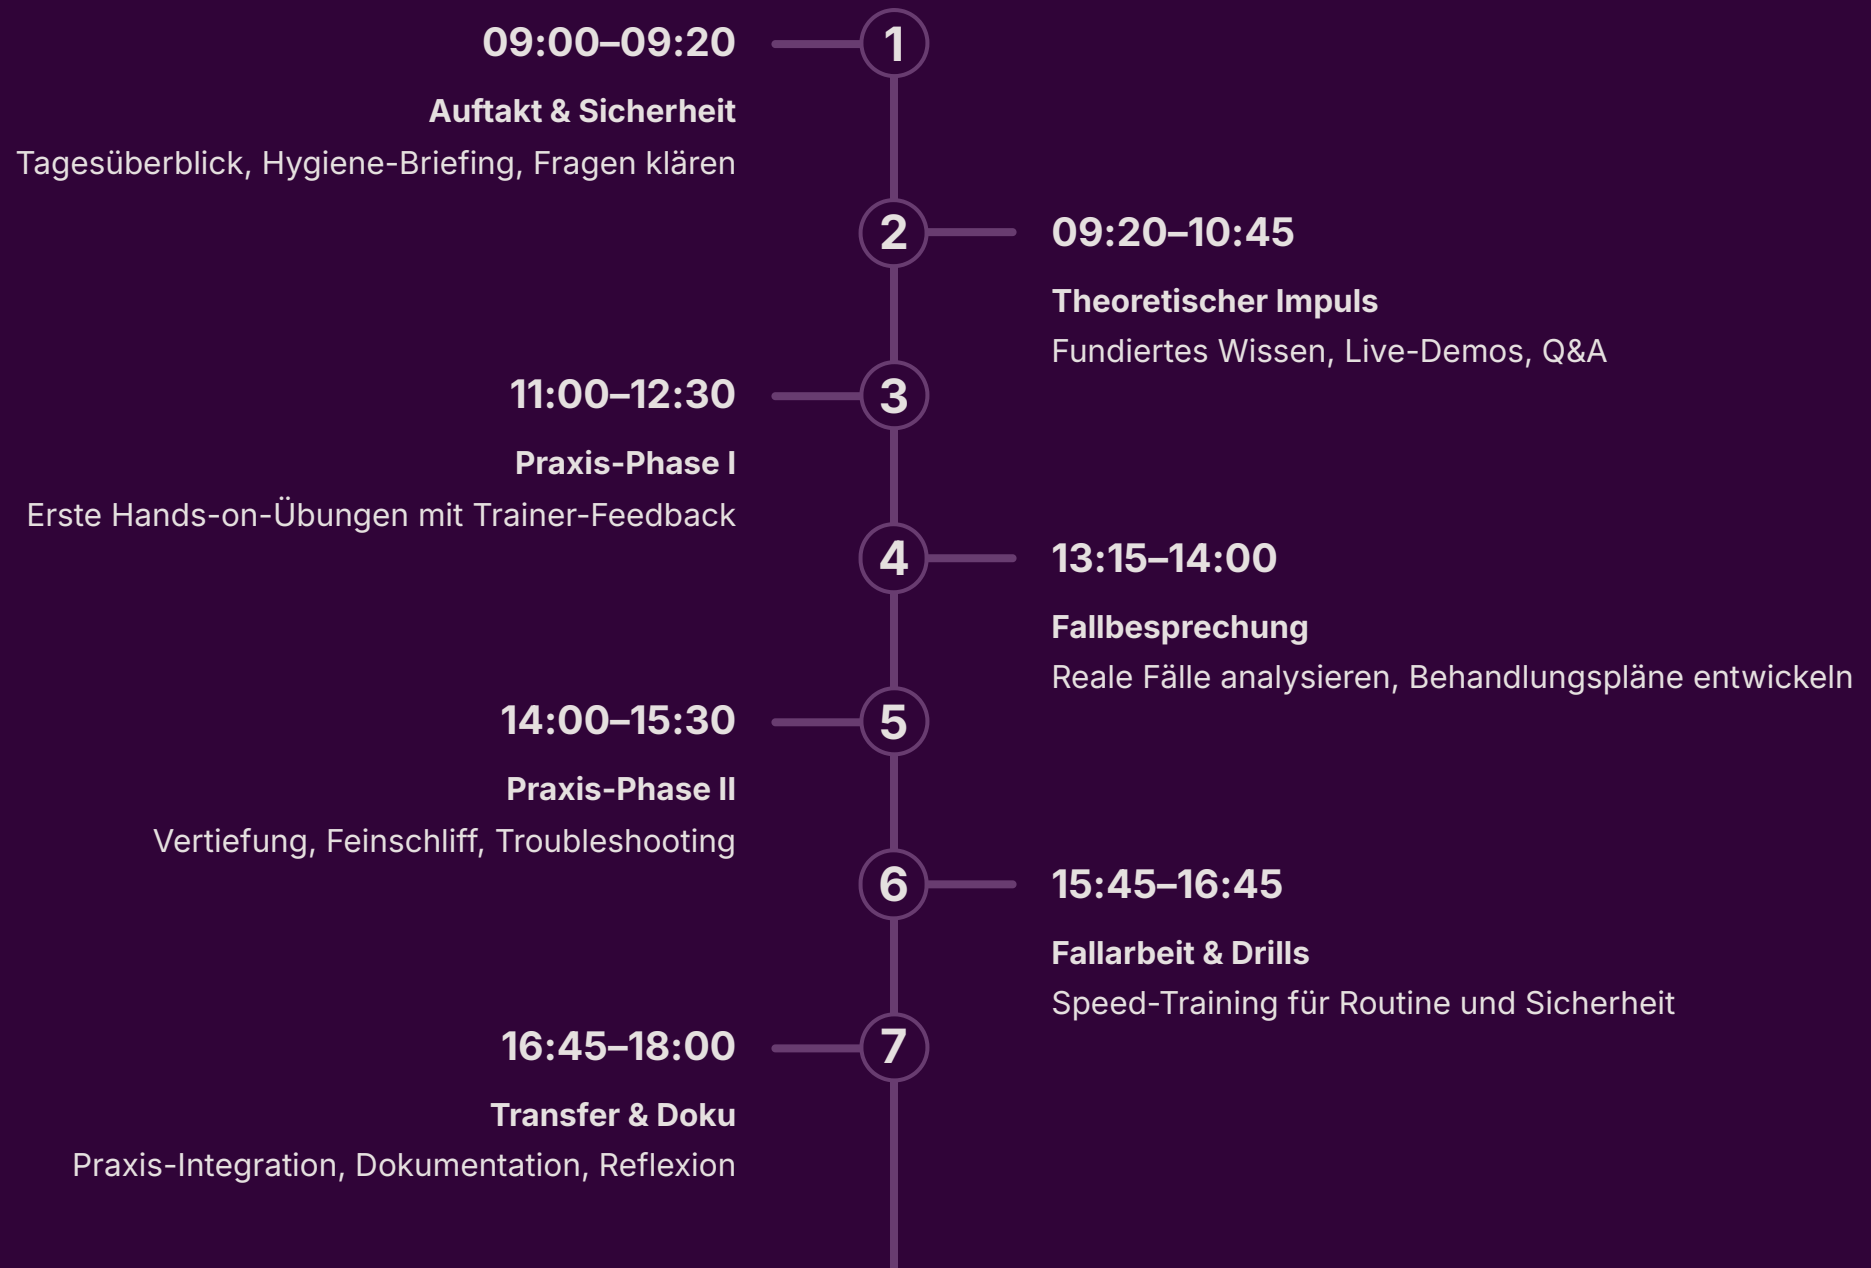 1
09:00–09:20
Auftakt & Sicherheit
Tagesüberblick, Hygiene-Briefing, Fragen klären
2
09:20–10:45
Theoretischer Impuls
Fundiertes Wissen, Live-Demos, Q&A
3
11:00–12:30
Praxis-Phase I
Erste Hands-on-Übungen mit Trainer-Feedback
4
13:15–14:00
Fallbesprechung
Reale Fälle analysieren, Behandlungspläne entwickeln
5
14:00–15:30
Praxis-Phase II
Vertiefung, Feinschliff, Troubleshooting
6
15:45–16:45
Fallarbeit & Drills
Speed-Training für Routine und Sicherheit
7
16:45–18:00
Transfer & Doku
Praxis-Integration, Dokumentation, Reflexion